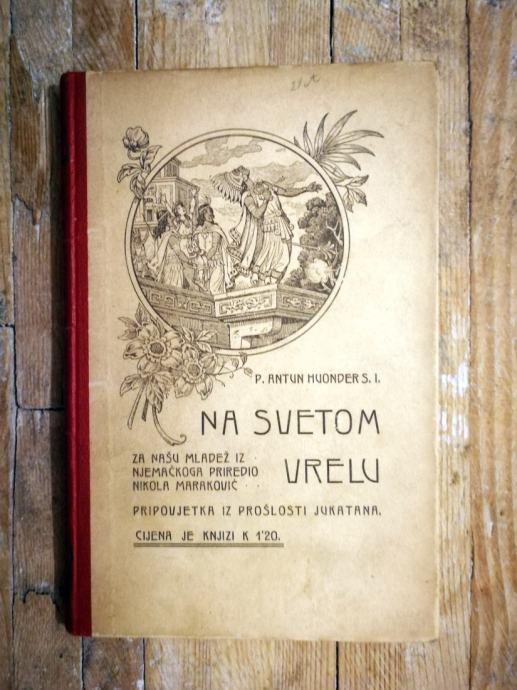 P. ANTUN HUONDER S. I.
NA SVETOM
VRELU
ZA NAŠU MLADEŽ IZ
NJEMAČKOGA PRIREDIO
NIKOLA MARAKOVIĆ · ·
PRIPOVJETKA IZ PROŠLOSTI JUKATANA.
CIJENA JE KNJIZI K 1'20.